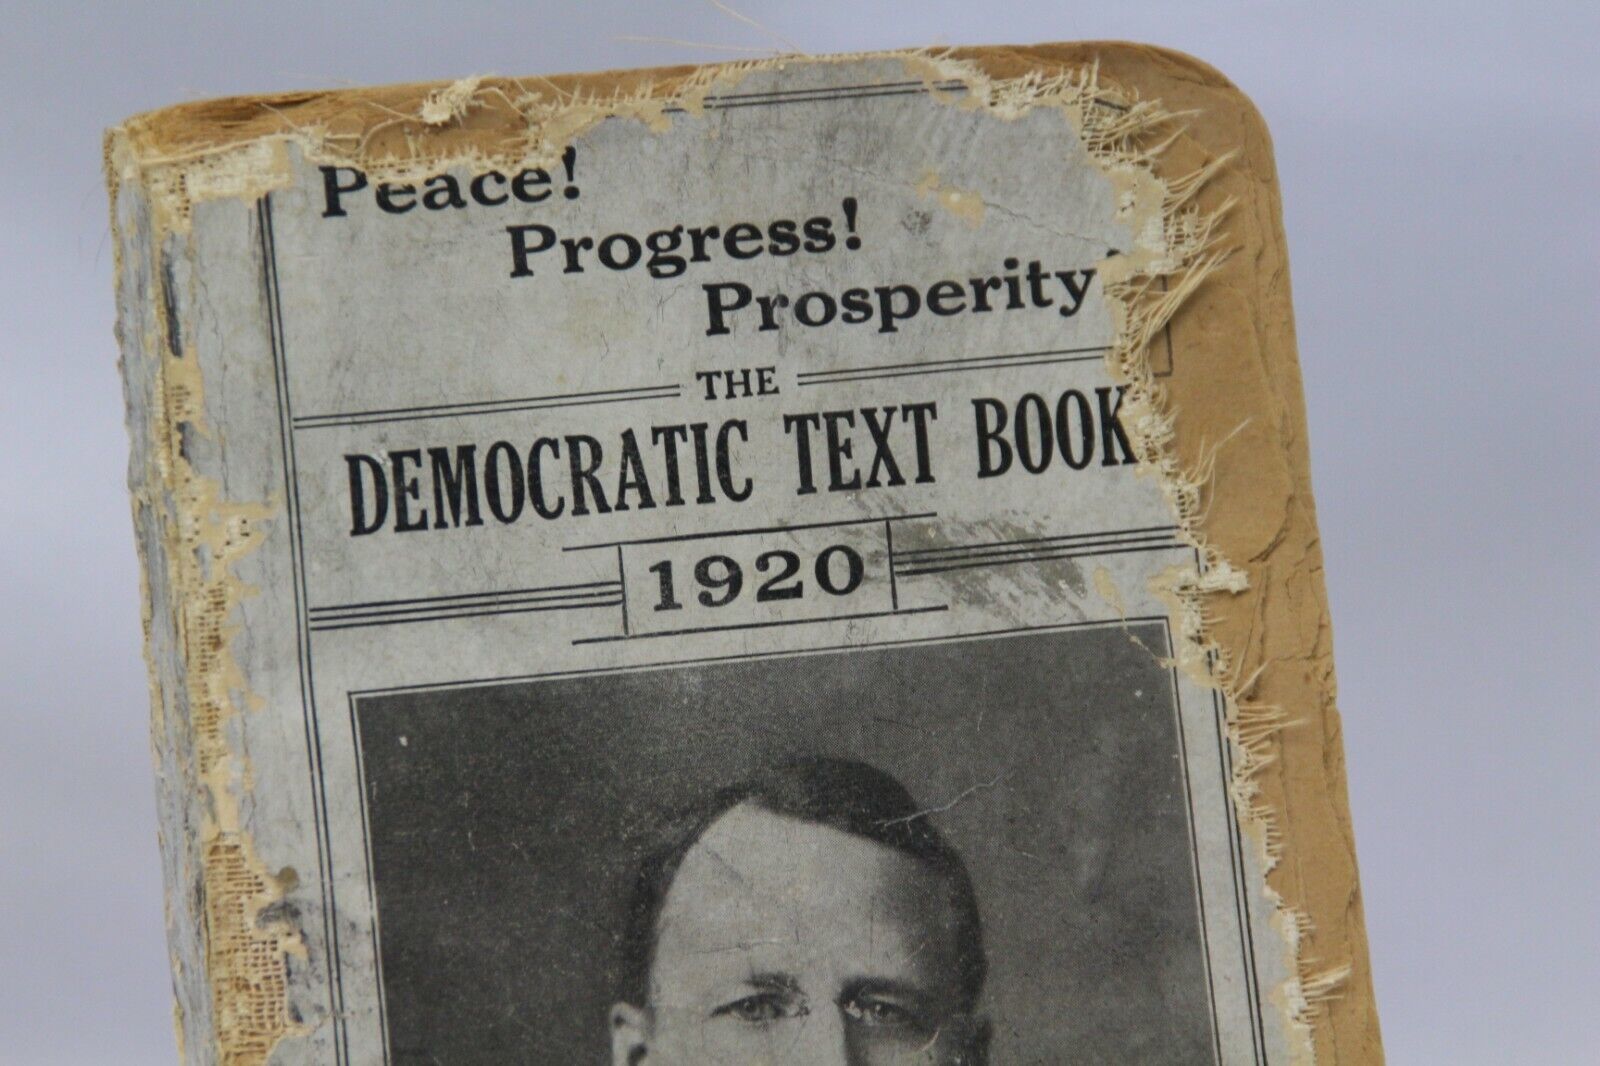 Peace!
Progress!
Prosperity!
THE
DEMOCRATIC TEXT BOOK
1920